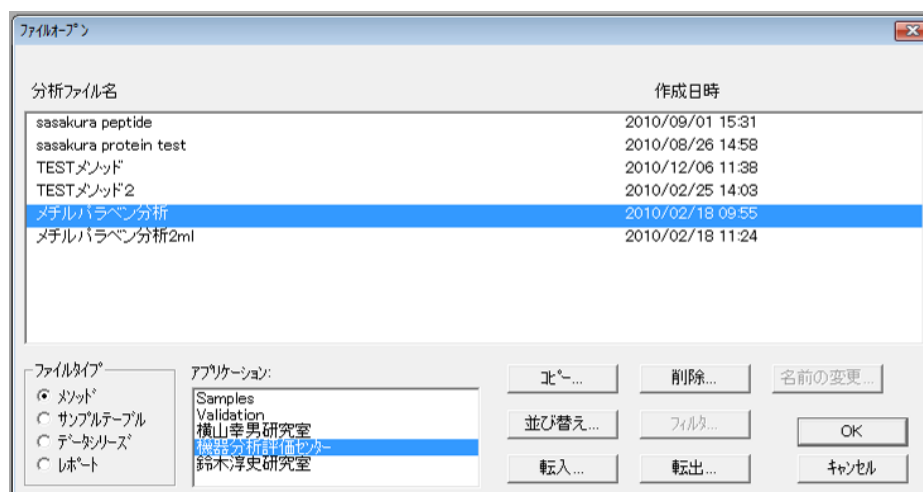 ファイルオープン
分析ファイル名 作成日時
sasakura peptide 2010/09/01 15:31
sasakura protein test 2010/08/26 14:58
TESTメソッド 2010/12/06 11:38
TESTメソッド2 2010/02/25 14:03
メチルパラベン分析 2010/02/18 09:55
メチルパラベン分析2ml 2010/02/18 11:24
ファイルタイプ
メソッド
サンプルテーブル
データシリーズ
レポート
アプリケーション:
Samples
Validation
横山幸男研究室
機器分析評価センター
鈴木淳史研究室
コピー... 削除... 名前の変更...
並び替え... フィルタ... OK
転入... 転出... キャンセル